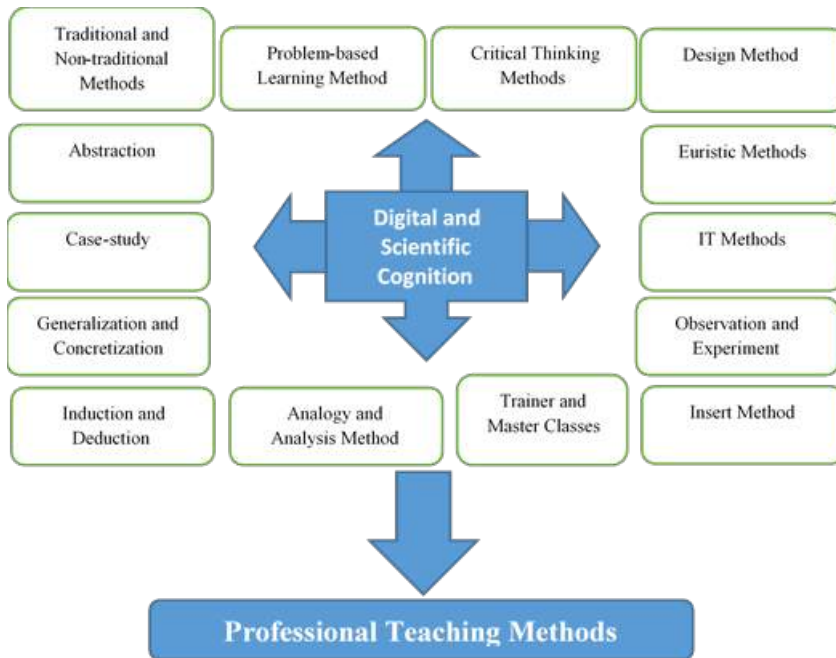 Traditional and
Non-traditional
Methods
Problem-based
Learning Method
Critical Thinking
Methods
Design Method
Abstraction
Euristic Methods
Digital and
Scientific
Cognition
Case-study
IT Methods
Generalization and
Concretization
Observation and
Experiment
Induction and
Deduction
Analogy and
Analysis Method
Trainer and
Master Classes
Insert Method
Professional Teaching Methods